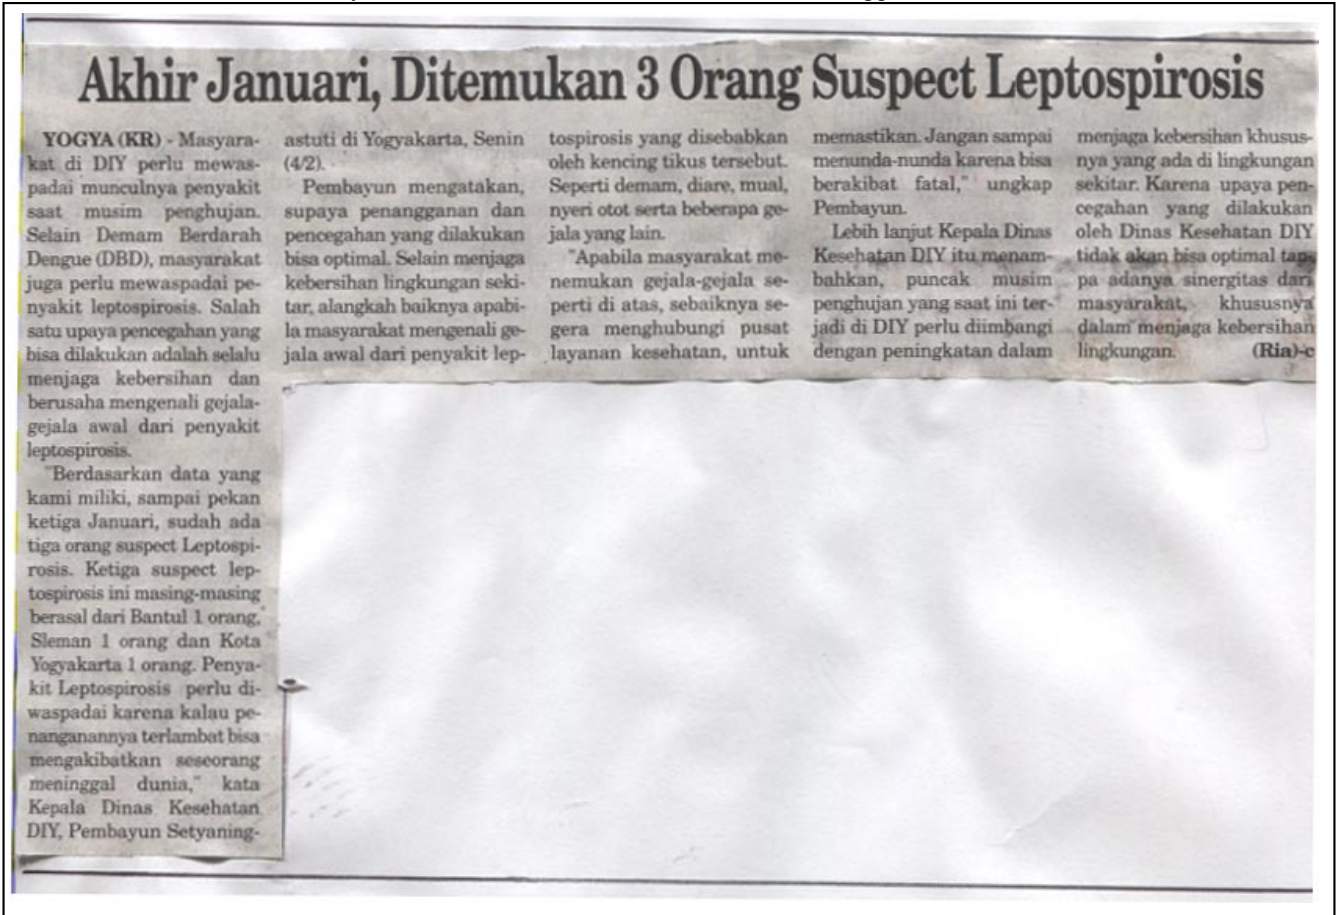 Akhir Januari, Ditemukan 3 Orang Suspect Leptospirosis
YOGYA (KR) - Masyara-
kat di DIY perlu mewas-
padai munculnya penyakit
saat musim penghujan.
Selain Demam Berdarah
Dengue (DBD), masyarakat
juga perlu mewaspadai pe-
nyakit leptospirosis. Salah
satu upaya pencegahan yang
bisa dilakukan adalah selalu
menjaga kebersihan dan
berusaha mengenali gejala-
gejala awal dari penyakit
leptospirosis.
"Berdasarkan data yang
kami miliki, sampai pekan
ketiga Januari, sudah ada
tiga orang suspect Leptospi-
rosis. Ketiga suspect lep-
tospirosis ini masing-masing
berasal dari Bantul 1 orang,
Sleman 1 orang dan Kota
Yogyakarta 1 orang. Penya-
kit Leptospirosis perlu di-
waspadai karena kalau pe-
nanganannya terlambat bisa
mengakibatkan seseorang
meninggal dunia," kata
Kepala Dinas Kesehatan
DIY, Pembayun Setyaning-
astuti di Yogyakarta, Senin
(4/2).
Pembayun mengatakan,
supaya penangganan dan
pencegahan yang dilakukan
bisa optimal. Selain menjaga
kebersihan lingkungan seki-
tar, alangkah baiknya apabi-
la masyarakat mengenali ge-
jala awal dari penyakit lep-
tospirosis yang disebabkan
oleh kencing tikus tersebut.
Seperti demam, diare, mual,
nyeri otot serta beberapa ge-
jala yang lain.
"Apabila masyarakat me-
nemukan gejala-gejala se-
perti di atas, sebaiknya se-
gera menghubungi pusat
layanan kesehatan, untuk
memastikan. Jangan sampai
menunda-nunda karena bisa
berakibat fatal," ungkap
Pembayun.
Lebih lanjut Kepala Dinas
Kesehatan DIY itu menam-
bahkan, puncak musim
penghujan yang saat ini ter-
jadi di DIY perlu diimbangi
dengan peningkatan dalam
menjaga kebersihan khusus-
nya yang ada di lingkungan
sekitar. Karena upaya pen-
cegahan yang dilakukan
oleh Dinas Kesehatan DIY
tidak akan bisa optimal tan-
pa adanya sinergitas dari
masyarakat, khususnya
dalam menjaga kebersihan
lingkungan. (Ria)-c